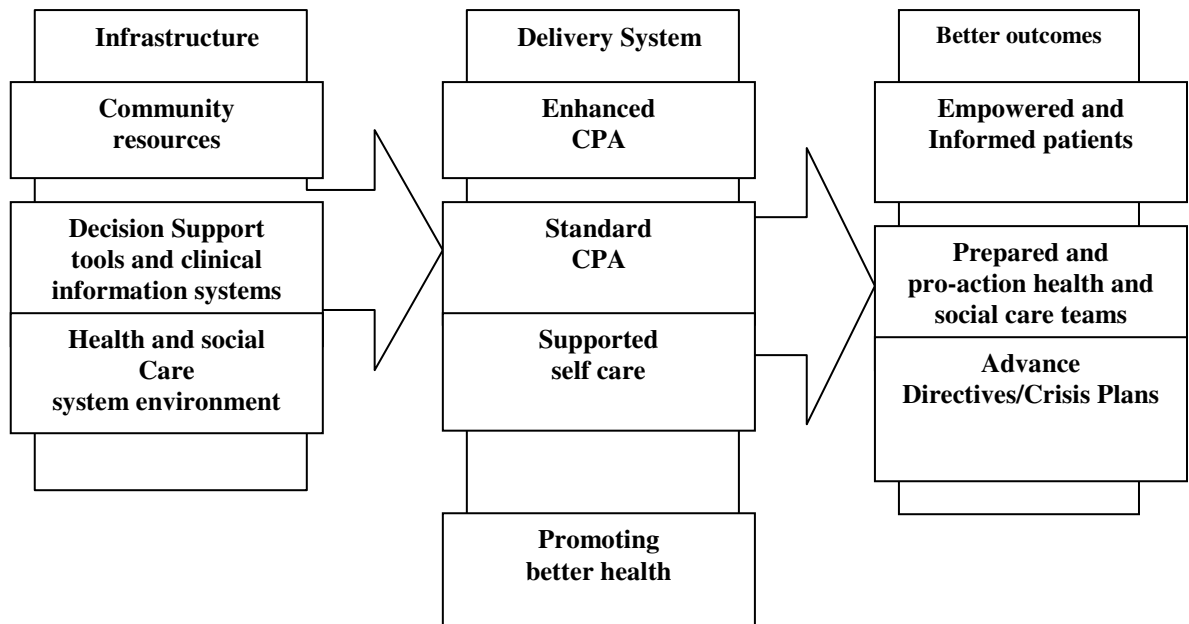 Infrastructure
Community
resources
Decision Support
tools and clinical
information systems
Health and social
Care
system environment
Delivery System
Enhanced
CPA
Standard
CPA
Supported
self care
Promoting
better health
Better outcomes
Empowered and
Informed patients
Prepared and
pro-action health and
social care teams
Advance
Directives/Crisis Plans